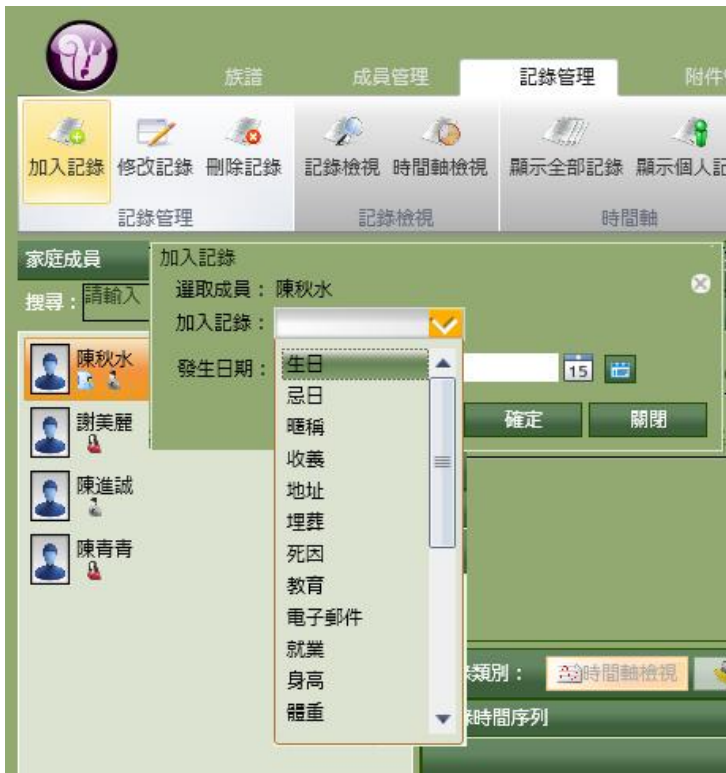 族譜 成員管理 記錄管理 附件
加入記錄 修改記錄 刪除記錄 記錄檢視 時間軸檢視 顯示全部記錄 顯示個人記
記錄管理 記錄檢視 時間軸
家庭成員
搜尋：請輸入
陳秋水
謝美麗
陳進誠
陳青青
加入記錄
選取成員：陳秋水
加入記錄：
發生日期：
15
確定 關閉
生日
忌日
暱稱
收義
地址
埋葬
死因
教育
電子郵件
就業
身高
體重
類別： 時間軸檢視
時間序列